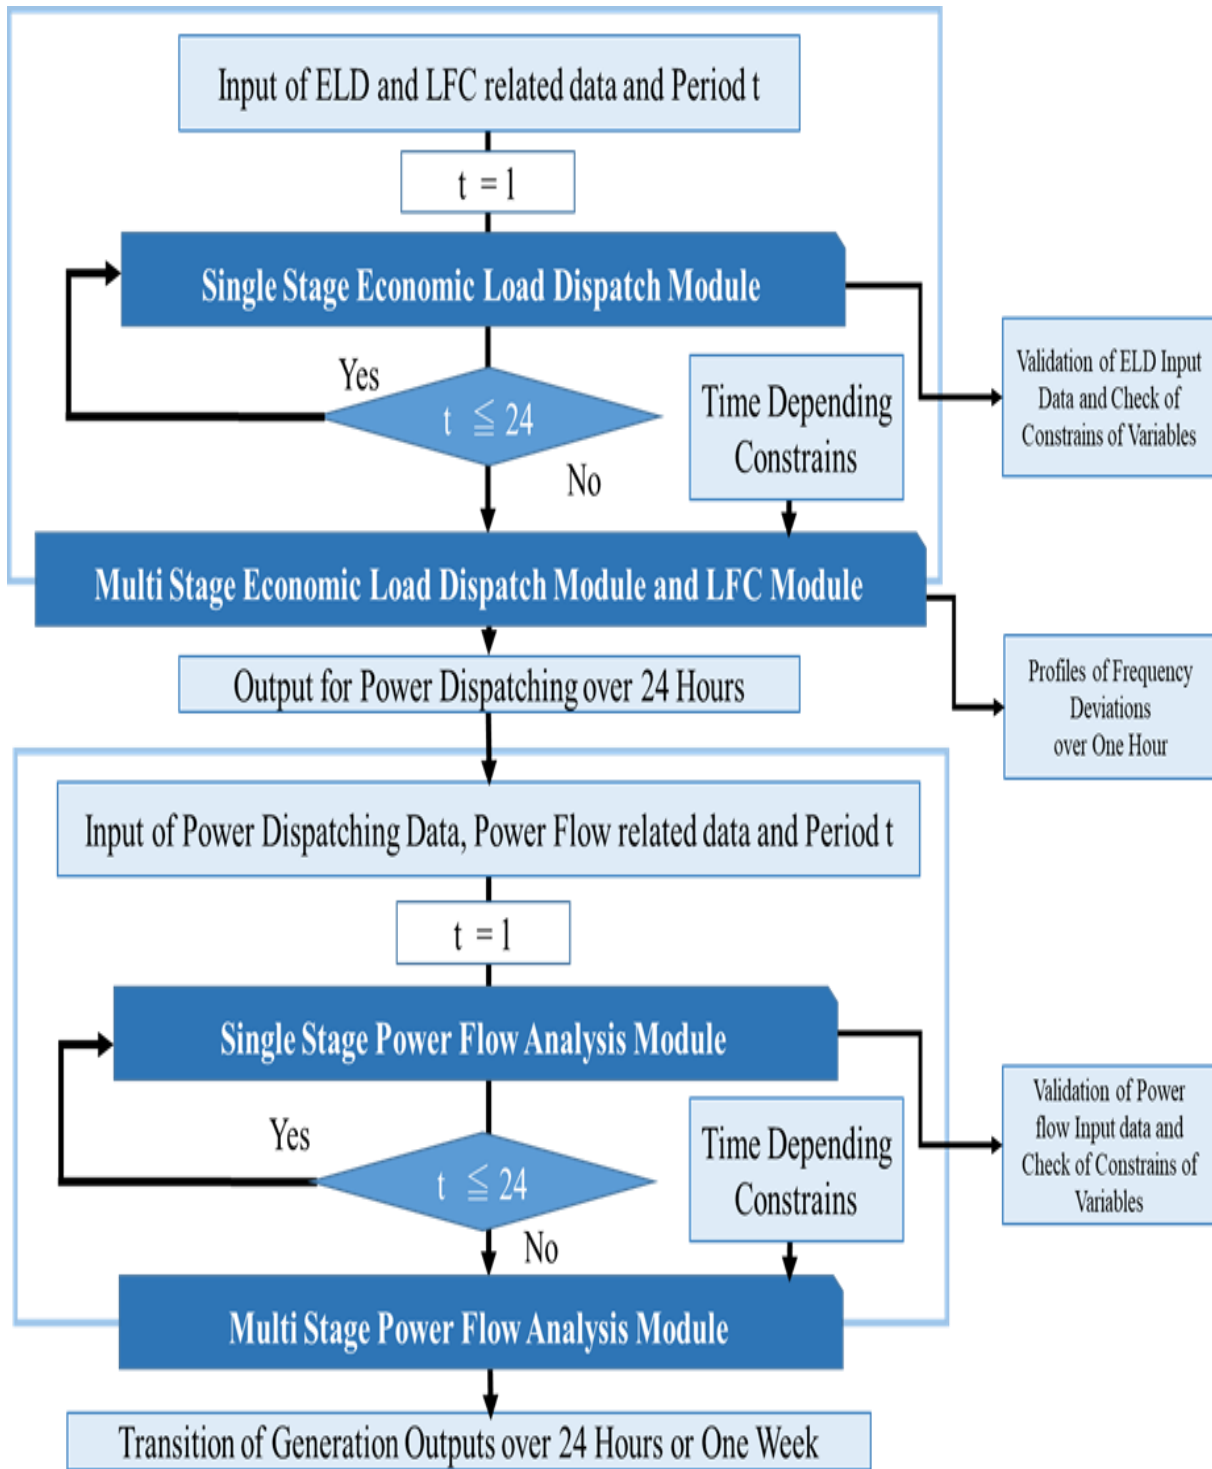 Input of ELD and LFC related data and Period t
t = 1
Single Stage Economic Load Dispatch Module
Yes
t ≦ 24
No
Time Depending
Constrains
Validation of ELD Input
Data and Check of
Constrains of Variables
Multi Stage Economic Load Dispatch Module and LFC Module
Output for Power Dispatching over 24 Hours
Profiles of Frequency
Deviations
over One Hour
Input of Power Dispatching Data, Power Flow related data and Period t
t = 1
Single Stage Power Flow Analysis Module
Yes
t ≦ 24
No
Time Depending
Constrains
Validation of Power
flow Input data and
Check of Constrains of
Variables
Multi Stage Power Flow Analysis Module
Transition of Generation Outputs over 24 Hours or One Week